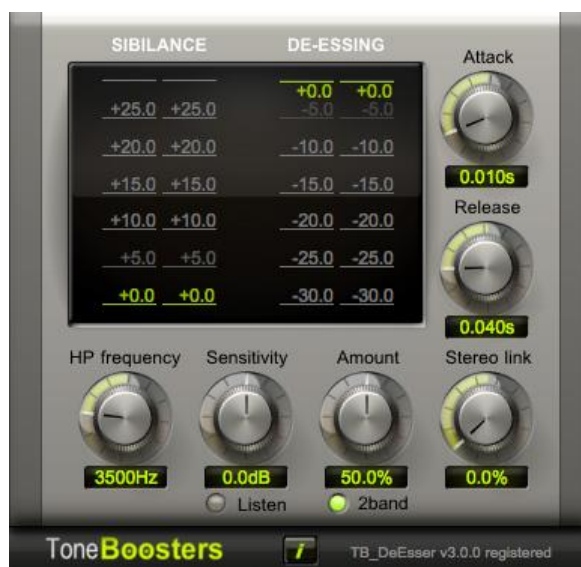 SIBILANCE DE-ESSING
Attack
+0.0 +0.0
+25.0 +25.0 -5.0 -5.0
+20.0 +20.0 -10.0 -10.0
+15.0 +15.0 -15.0 -15.0
0.010s
Release
+10.0 +10.0 -20.0 -20.0
+5.0 +5.0 -25.0 -25.0
+0.0 +0.0 -30.0 -30.0
0.040s
HP frequency Sensitivity Amount Stereo link
3500Hz 0.0dB 50.0% 0.0%
Listen 2band
ToneBoosters i TB_DeEsser v3.0.0 registered